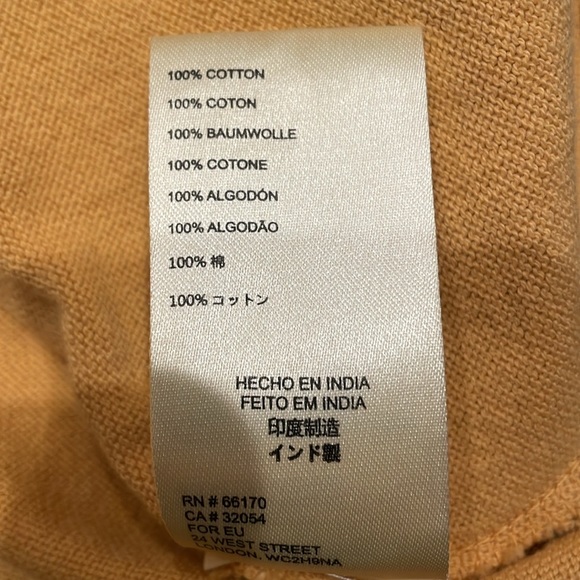 100% COTTON
100% COTON
100% BAUMWOLLE
100% COTONE
100% ALGODÓN
100% ALGODÃO
100% 棉
100% コットン
HECHO EN INDIA
FEITO EM INDIA
印度制造
インド製
RN # 66170
CA # 32054
FOR EU
24 WEST STREET
LONDON, WC2H9NA